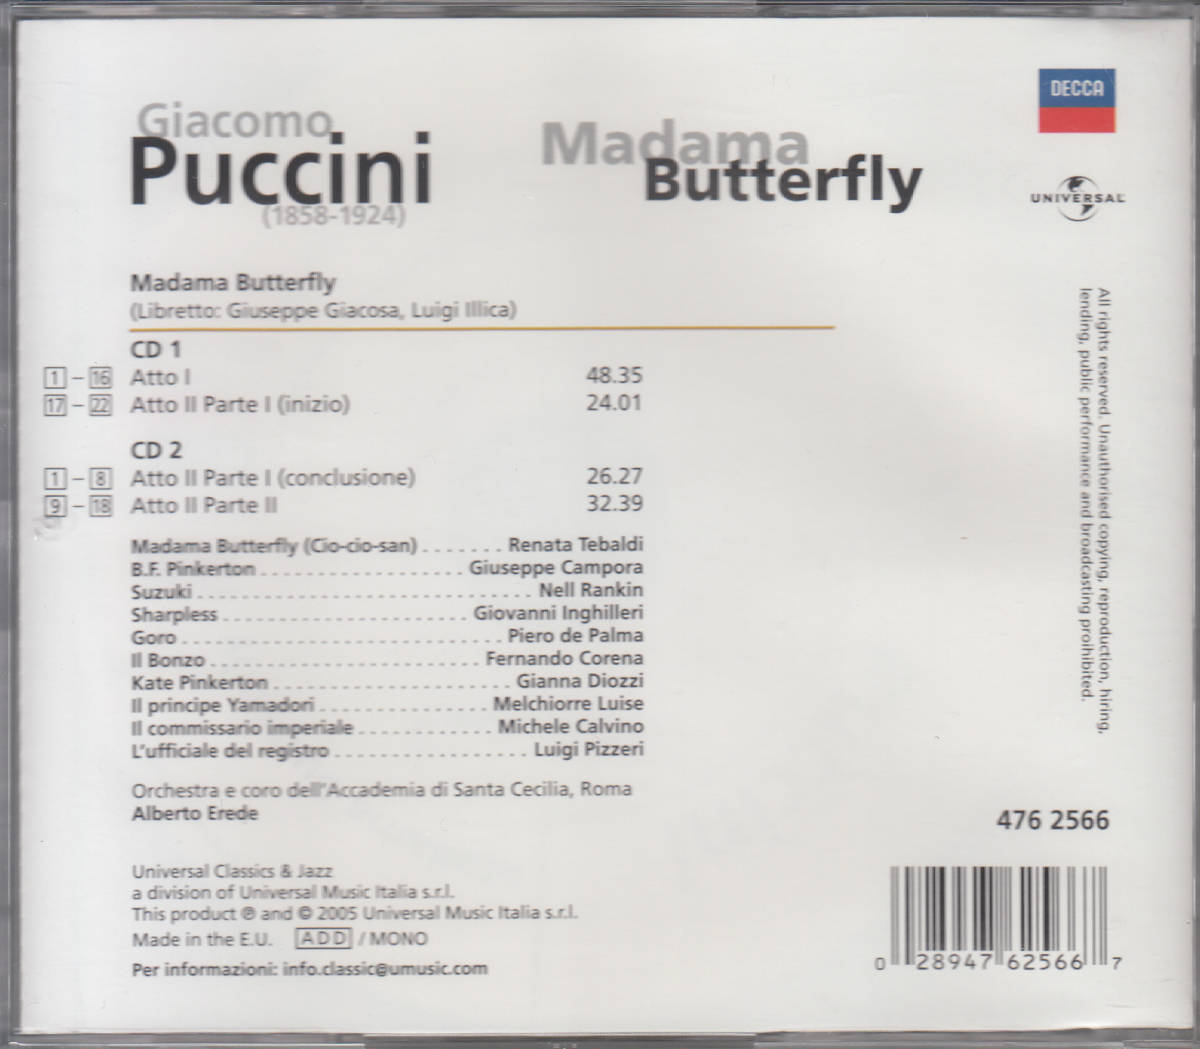 Giacomo
Puccini
(1858-1924)
Madama
Butterfly
DECCA
UNIVERSAL
Madama Butterfly
(Libretto: Giuseppe Giacosa, Luigi Illica)
CD 1
1 – 16 Atto I 48.35
17 – 22 Atto II Parte I (inizio) 24.01
CD 2
1 – 8 Atto II Parte I (conclusione) 26.27
9 – 18 Atto II Parte II 32.39
Madama Butterfly (Cio-cio-san) . . . . . . . Renata Tebaldi
B.F. Pinkerton . . . . . . . . . . . . . . . . . . Giuseppe Campora
Suzuki . . . . . . . . . . . . . . . . . . . . . . . . . . . . . Nell Rankin
Sharpless . . . . . . . . . . . . . . . . . . . . . . Giovanni Inghilleri
Goro . . . . . . . . . . . . . . . . . . . . . . . . . . . . Piero de Palma
Il Bonzo . . . . . . . . . . . . . . . . . . . . . . . . Fernando Corena
Kate Pinkerton . . . . . . . . . . . . . . . . . . . . . Gianna Diozzi
Il principe Yamadori . . . . . . . . . . . . . . . Melchiorre Luise
Il commissario imperiale . . . . . . . . . . . . Michele Calvino
L'ufficiale del registro . . . . . . . . . . . . . . . . . Luigi Pizzeri
Orchestra e coro dell'Accademia di Santa Cecilia, Roma
Alberto Erede
Universal Classics & Jazz
a division of Universal Music Italia s.r.l.
This product ℗ and © 2005 Universal Music Italia s.r.l.
Made in the E.U. ADD / MONO
Per informazioni: info.classic@umusic.com
All rights reserved. Unauthorised copying, reproduction, hiring,
lending, public performance and broadcasting proihibited.
476 2566
0 28947 62566 7